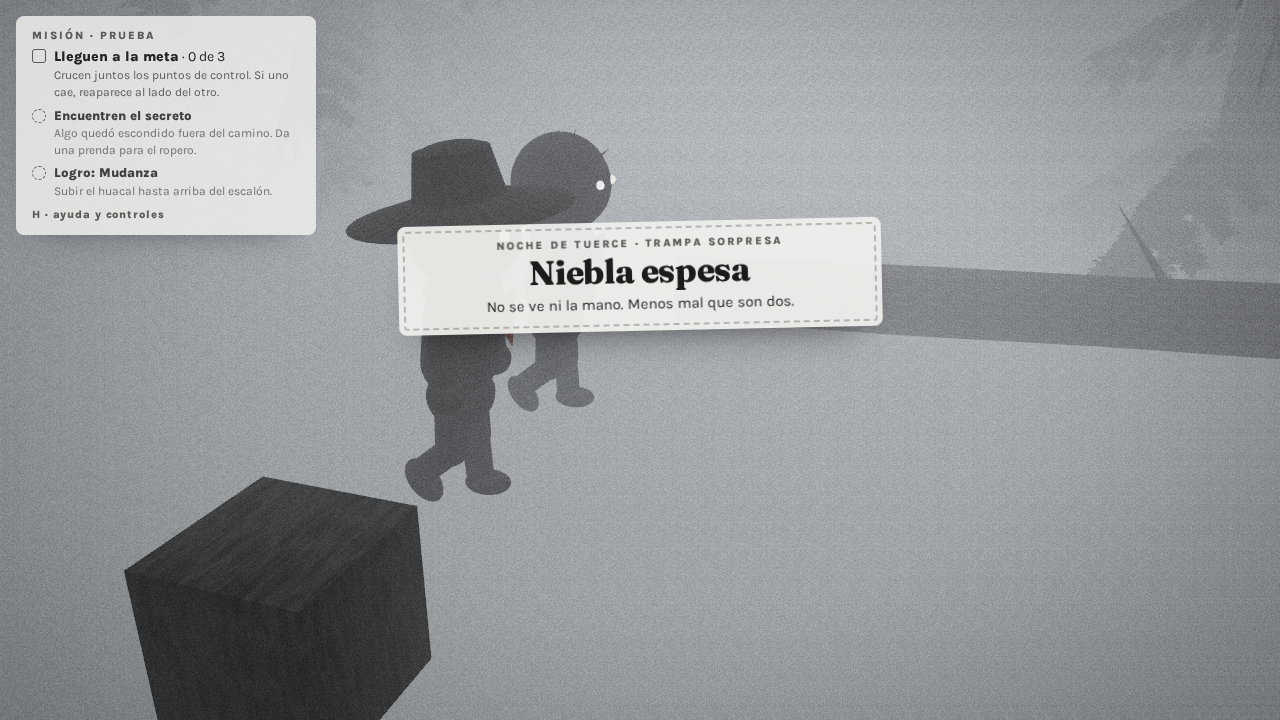 MISIÓN · PRUEBA
Lleguen a la meta · 0 de 3
Crucen juntos los puntos de control. Si uno
cae, reaparece al lado del otro.
Encuentren el secreto
Algo quedó escondido fuera del camino. Da
una prenda para el ropero.
Logro: Mudanza
Subir el huacal hasta arriba del escalón.
H · ayuda y controles
NOCHE DE TUERCE · TRAMPA SORPRESA
Niebla espesa
No se ve ni la mano. Menos mal que son dos.